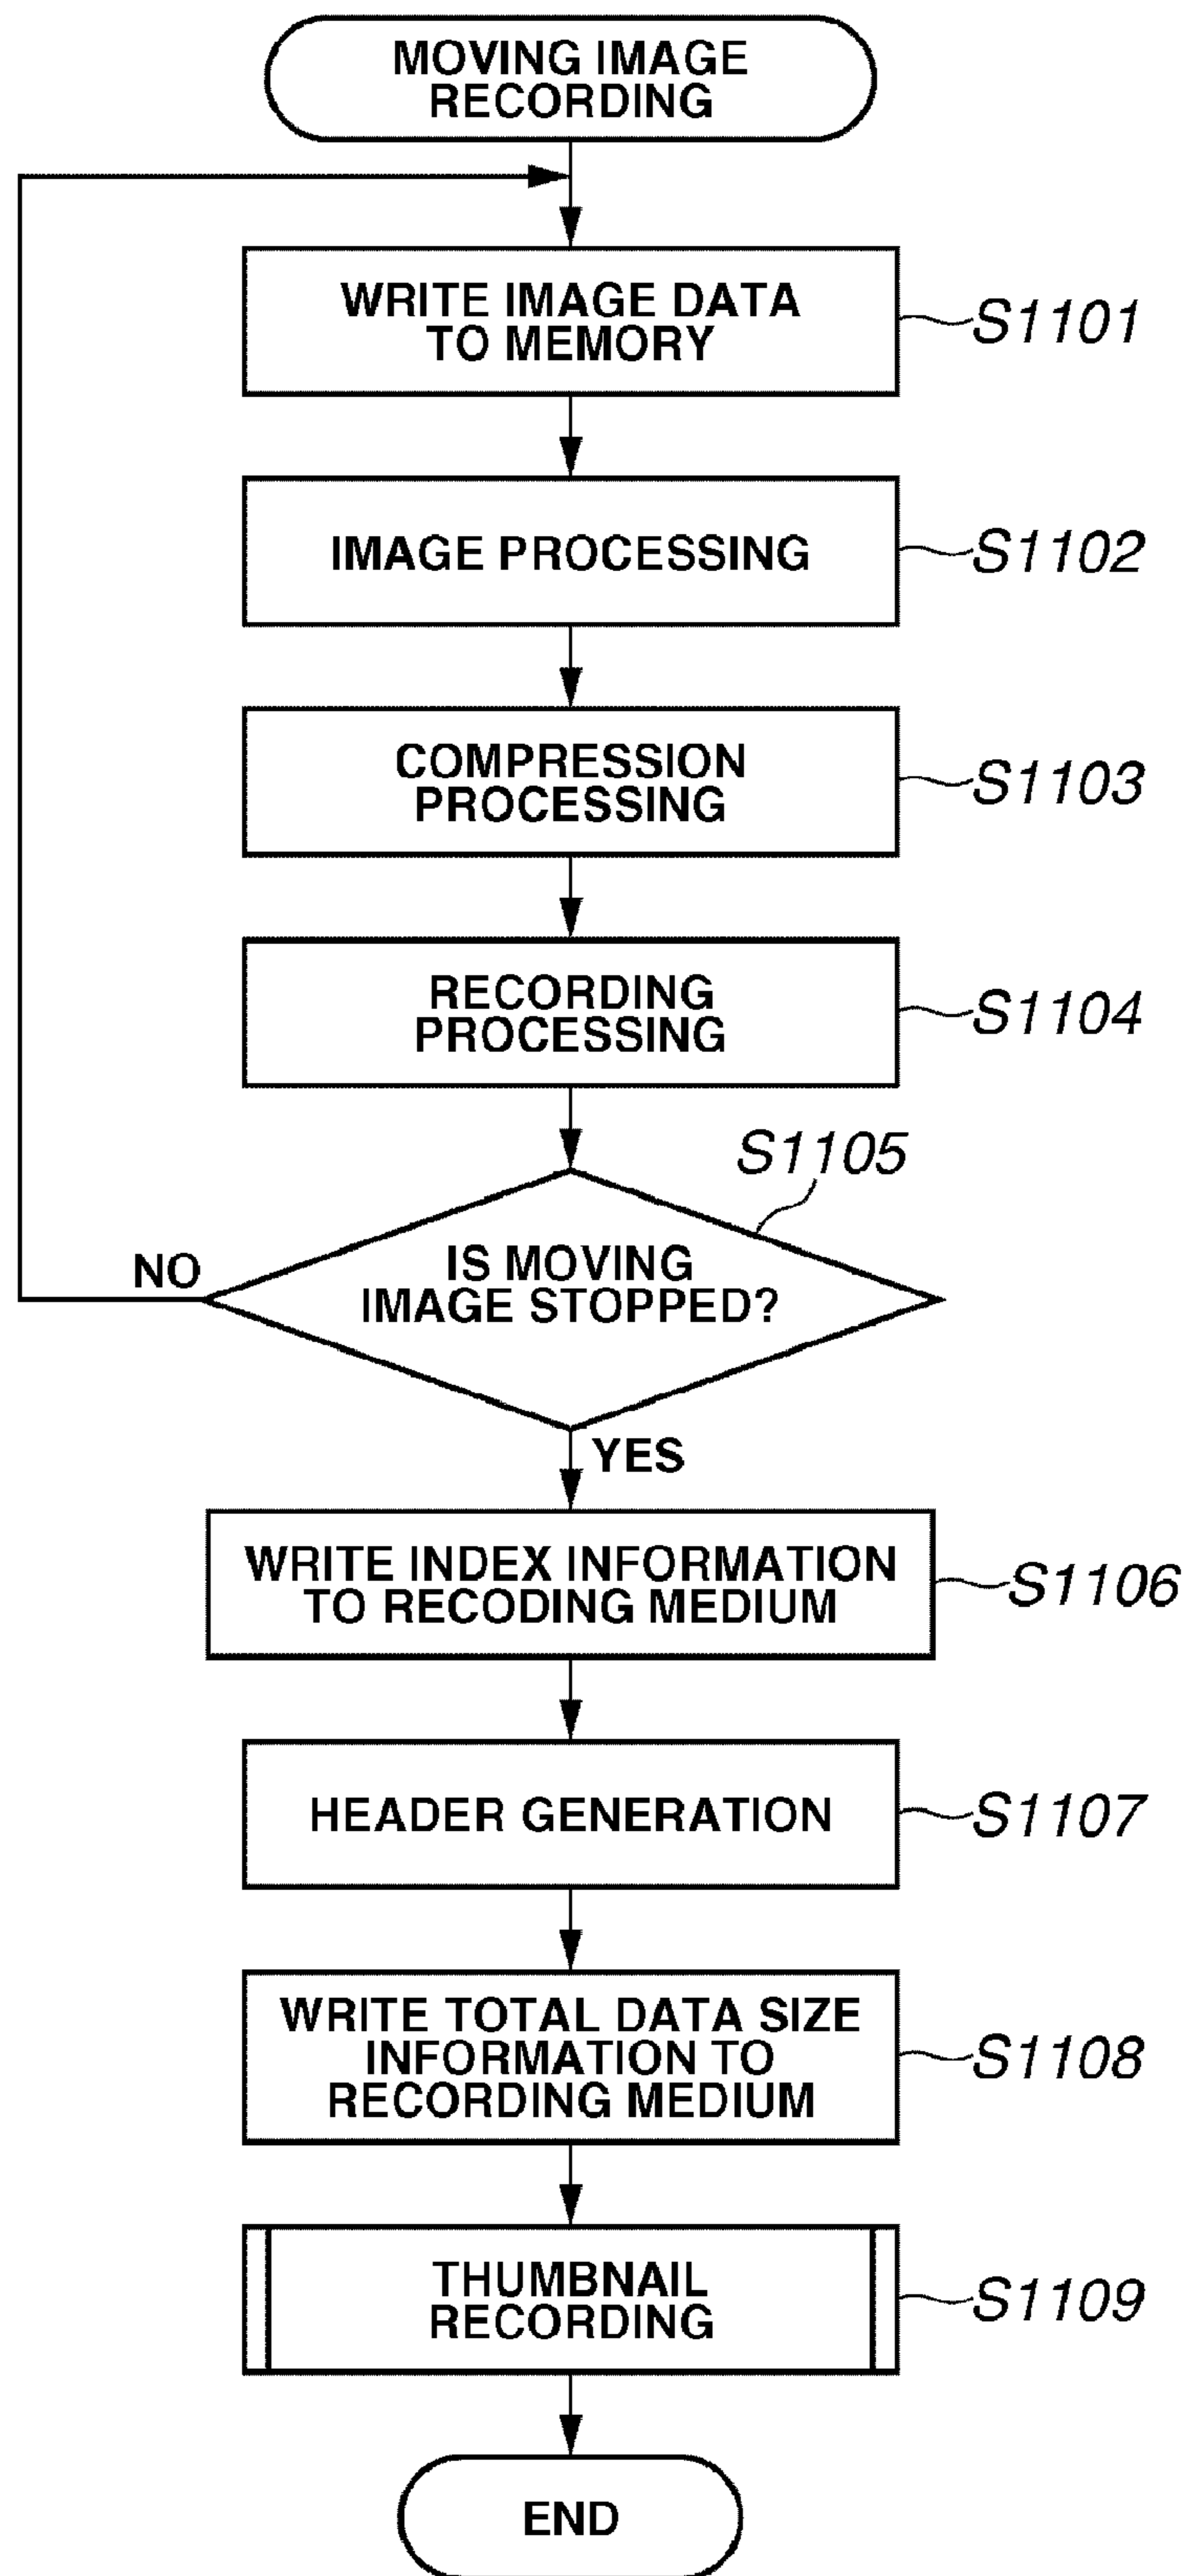 MOVING IMAGE
RECORDING
WRITE IMAGE DATA
TO MEMORY
S1101
IMAGE PROCESSING
S1102
COMPRESSION
PROCESSING
S1103
RECORDING
PROCESSING
S1104
S1105
IS MOVING
IMAGE STOPPED?
NO
YES
WRITE INDEX INFORMATION
TO RECODING MEDIUM
S1106
HEADER GENERATION
S1107
WRITE TOTAL DATA SIZE
INFORMATION TO
RECORDING MEDIUM
S1108
THUMBNAIL
RECORDING
S1109
END